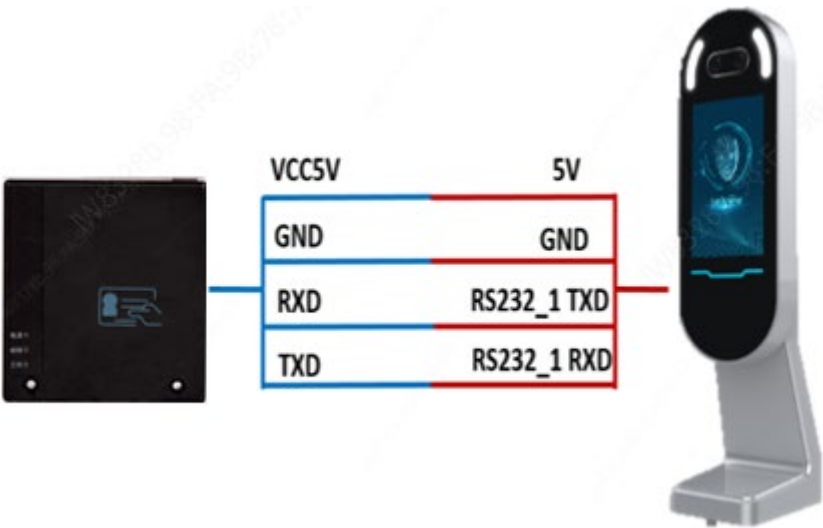 VCC5V 5V
GND GND
RXD RS232_1 TXD
TXD RS232_1 RXD